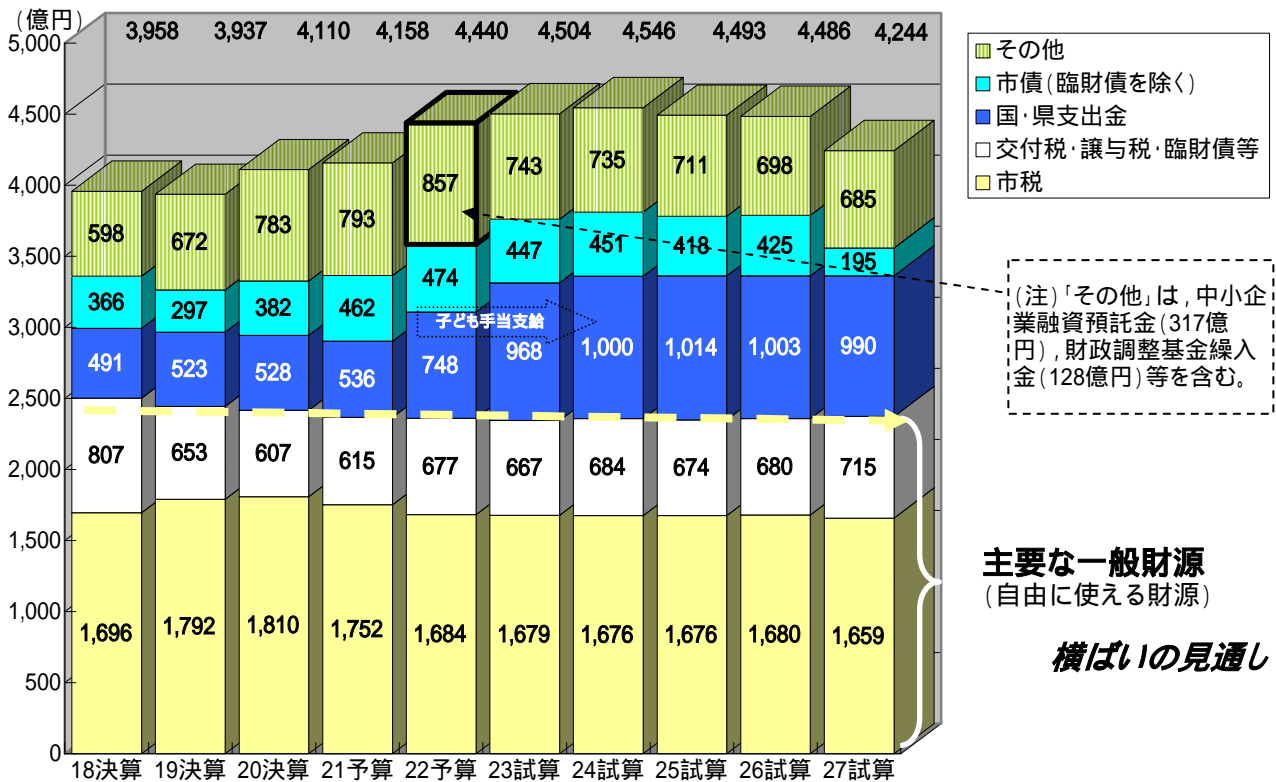 (億円)
3,958 3,937 4,110 4,158 4,440 4,504 4,546 4,493 4,486 4,244
5,000
4,500
4,000
3,500
3,000
2,500
2,000
1,500
1,000
500
0
598 672 783 793 857 743 735 711 698 685
366 297 382 462 474 447 451 418 425 195
子ども手当支給
491 523 528 536 748 968 1,000 1,014 1,003 990
807 653 607 615 677 667 684 674 680 715
1,696 1,792 1,810 1,752 1,684 1,679 1,676 1,676 1,680 1,659
18決算 19決算 20決算 21予算 22予算 23試算 24試算 25試算 26試算 27試算
その他
市債(臨財債を除く)
国・県支出金
交付税・譲与税・臨財債等
市税
(注)「その他」は,中小企
業融資預託金(317億
円),財政調整基金繰入
金(128億円)等を含む。
主要な一般財源
(自由に使える財源)
横ばいの見通し